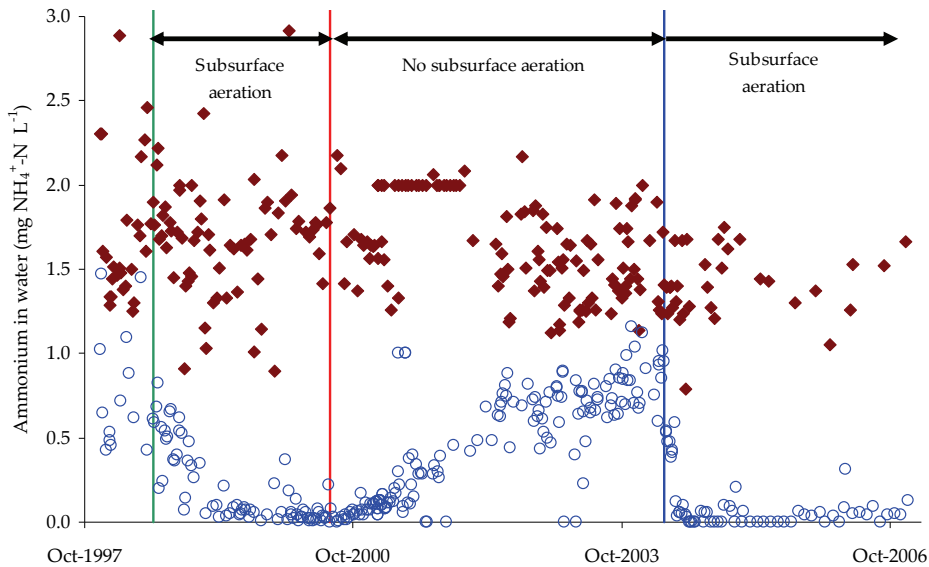 Ammonium in water (mg NH₄⁺-N L⁻¹)
3.0
2.5
2.0
1.5
1.0
0.5
0.0
Subsurface
aeration
No subsurface aeration
Subsurface
aeration
Oct-1997
Oct-2000
Oct-2003
Oct-2006